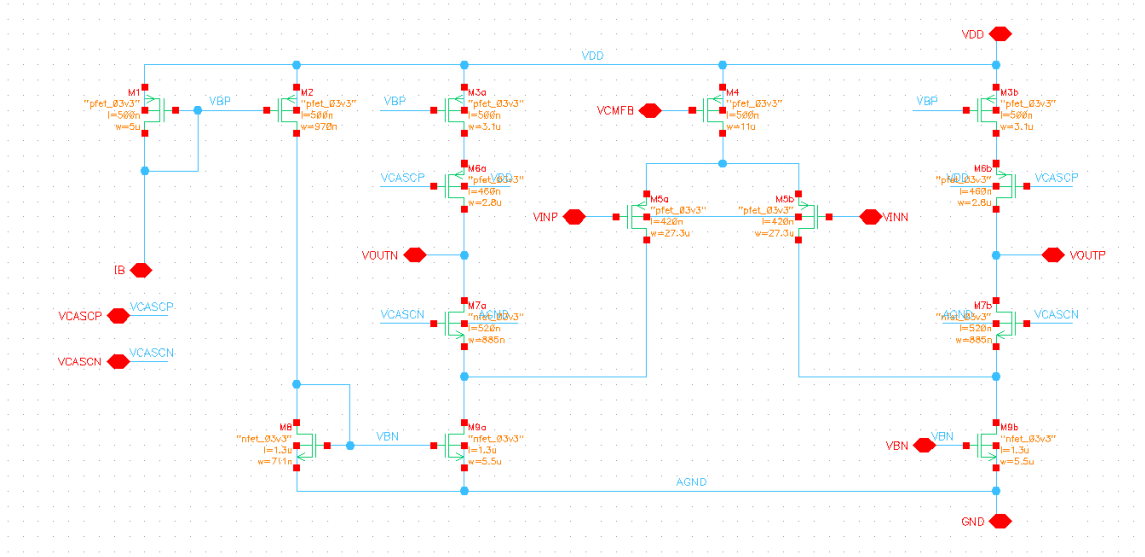 VDD
VDD
M1
"pfet_03v3"
l=500n
w=5u
VBP
M2
"pfet_03v3"
l=500n
w=970n
VBP
M3a
"pfet_03v3"
l=500n
w=3.1u
VCMFB
M4
"pfet_03v3"
l=500n
w=11u
VBP
M3b
"pfet_03v3"
l=500n
w=3.1u
VCASCP
M6a
"pfet_03v3"
l=460n
w=2.8u
VDD
M6b
"pfet_03v3"
l=460n
w=2.8u
VDD
VCASCP
VINP
M5a
"pfet_03v3"
l=420n
w=27.3u
M5b
"pfet_03v3"
l=420n
w=27.3u
VINN
VOUTN
VOUTP
IB
VCASCP
VCASCP
VCASCN
VCASCN
VCASCN
M7a
"nfet_03v3"
l=520n
w=885n
AGND
M7b
"nfet_03v3"
l=520n
w=885n
AGND
VCASCN
M8
"nfet_03v3"
l=1.3u
w=711n
VBN
M9a
"nfet_03v3"
l=1.3u
w=5.5u
VBN
VBN
M9b
"nfet_03v3"
l=1.3u
w=5.5u
AGND
GND